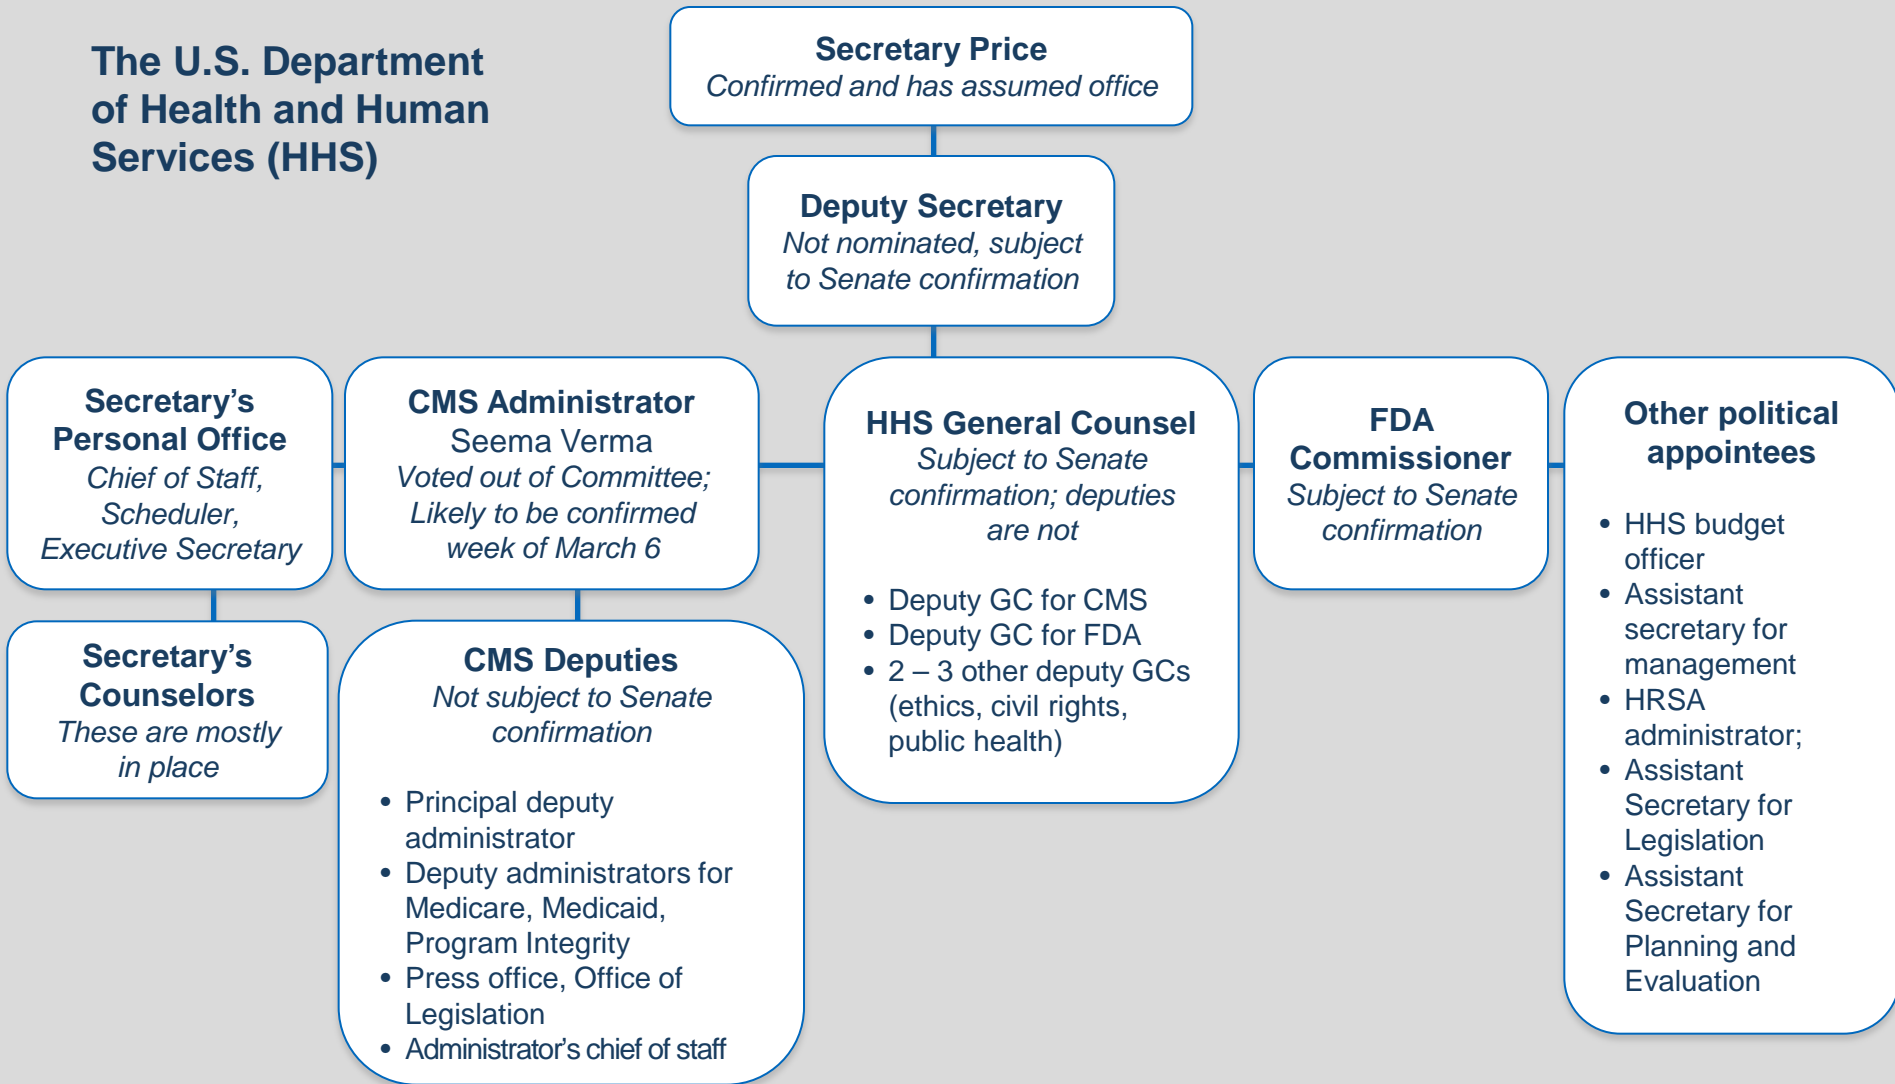 The U.S. Department
of Health and Human
Services (HHS)
Secretary Price
Confirmed and has assumed office
Deputy Secretary
Not nominated, subject
to Senate confirmation
Secretary’s
Personal Office
Chief of Staff,
Scheduler,
Executive Secretary
Secretary’s
Counselors
These are mostly
in place
CMS Administrator
Seema Verma
Voted out of Committee;
Likely to be confirmed
week of March 6
CMS Deputies
Not subject to Senate
confirmation
• Principal deputy
administrator
• Deputy administrators for
Medicare, Medicaid,
Program Integrity
• Press office, Office of
Legislation
• Administrator’s chief of staff
HHS General Counsel
Subject to Senate
confirmation; deputies
are not
• Deputy GC for CMS
• Deputy GC for FDA
• 2 – 3 other deputy GCs
(ethics, civil rights,
public health)
FDA
Commissioner
Subject to Senate
confirmation
Other political
appointees
• HHS budget
officer
• Assistant
secretary for
management
• HRSA
administrator;
• Assistant
Secretary for
Legislation
• Assistant
Secretary for
Planning and
Evaluation